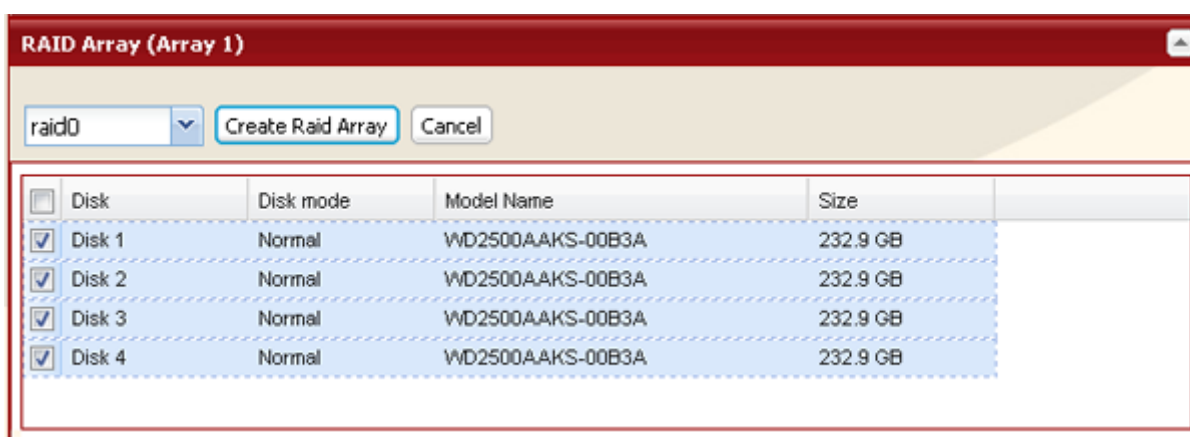 RAID Array (Array 1)
raid0 Create Raid Array Cancel
Disk Disk mode Model Name Size
Disk 1 Normal WD2500AAKS-00B3A 232.9 GB
Disk 2 Normal WD2500AAKS-00B3A 232.9 GB
Disk 3 Normal WD2500AAKS-00B3A 232.9 GB
Disk 4 Normal WD2500AAKS-00B3A 232.9 GB